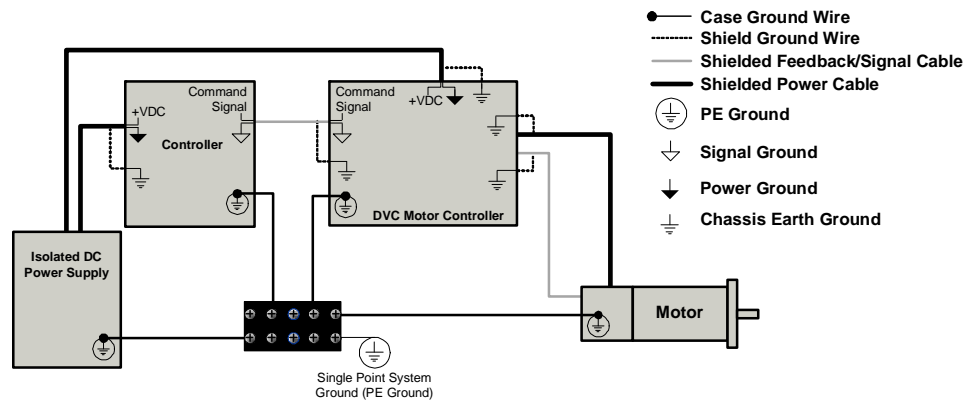 Case Ground Wire
Shield Ground Wire
Shielded Feedback/Signal Cable
Shielded Power Cable
PE Ground
Signal Ground
Power Ground
Chassis Earth Ground
+VDC
Command
Signal
Controller
Command
Signal
+VDC
DVC Motor Controller
Isolated DC
Power Supply
Motor
Single Point System
Ground (PE Ground)